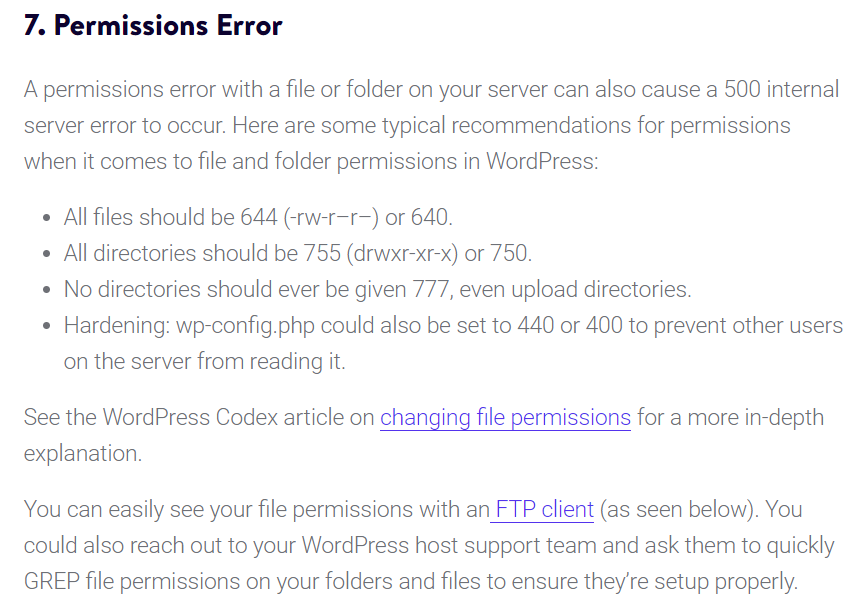 7. Permissions Error
A permissions error with a file or folder on your server can also cause a 500 internal
server error to occur. Here are some typical recommendations for permissions
when it comes to file and folder permissions in WordPress:
• All files should be 644 (-rw-r–r–) or 640.
• All directories should be 755 (drwxr-xr-x) or 750.
• No directories should ever be given 777, even upload directories.
• Hardening: wp-config.php could also be set to 440 or 400 to prevent other users
on the server from reading it.
See the WordPress Codex article on changing file permissions for a more in-depth
explanation.
You can easily see your file permissions with an FTP client (as seen below). You
could also reach out to your WordPress host support team and ask them to quickly
GREP file permissions on your folders and files to ensure they’re setup properly.